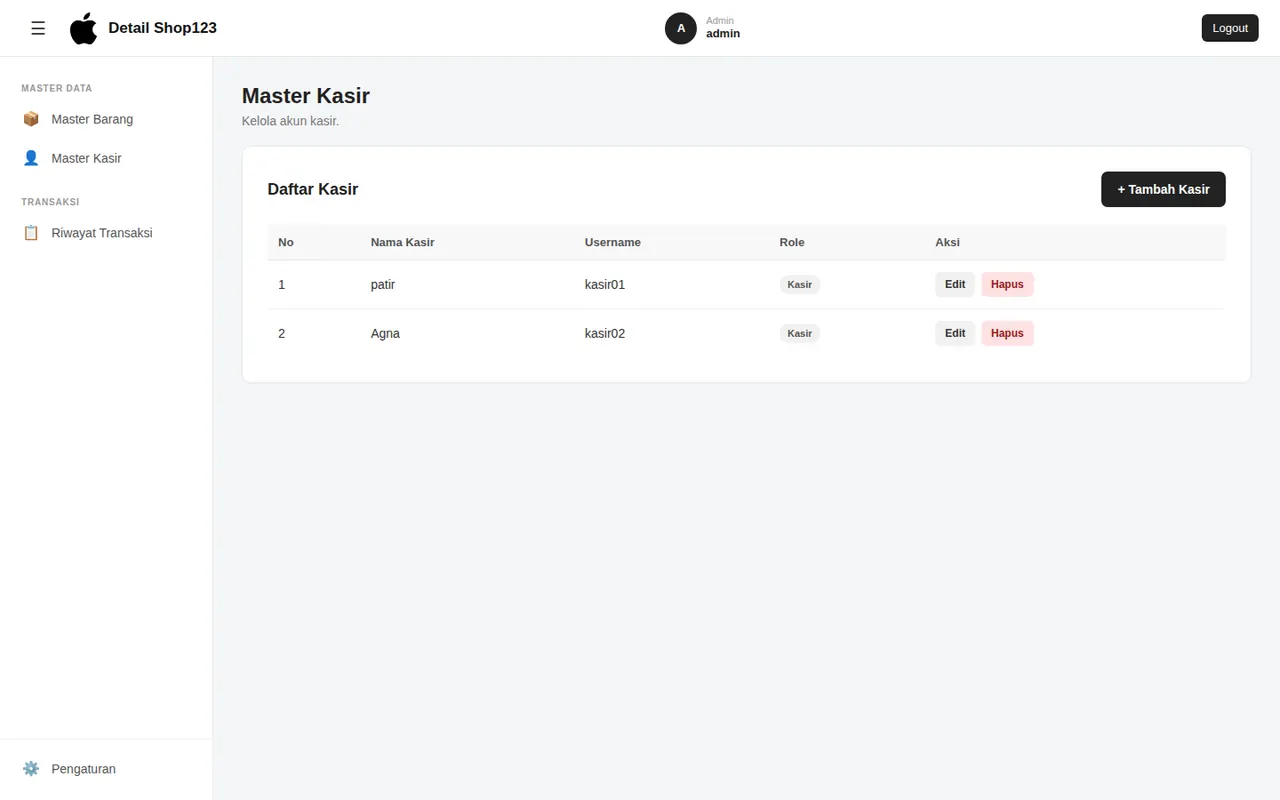 ☰ Detail Shop123
A
Admin
admin
Logout
MASTER DATA
Master Barang
Master Kasir
TRANSAKSI
Riwayat Transaksi
Pengaturan
Master Kasir
Kelola akun kasir.
Daftar Kasir
+ Tambah Kasir
No Nama Kasir Username Role Aksi
1 patir kasir01 Kasir Edit Hapus
2 Agna kasir02 Kasir Edit Hapus